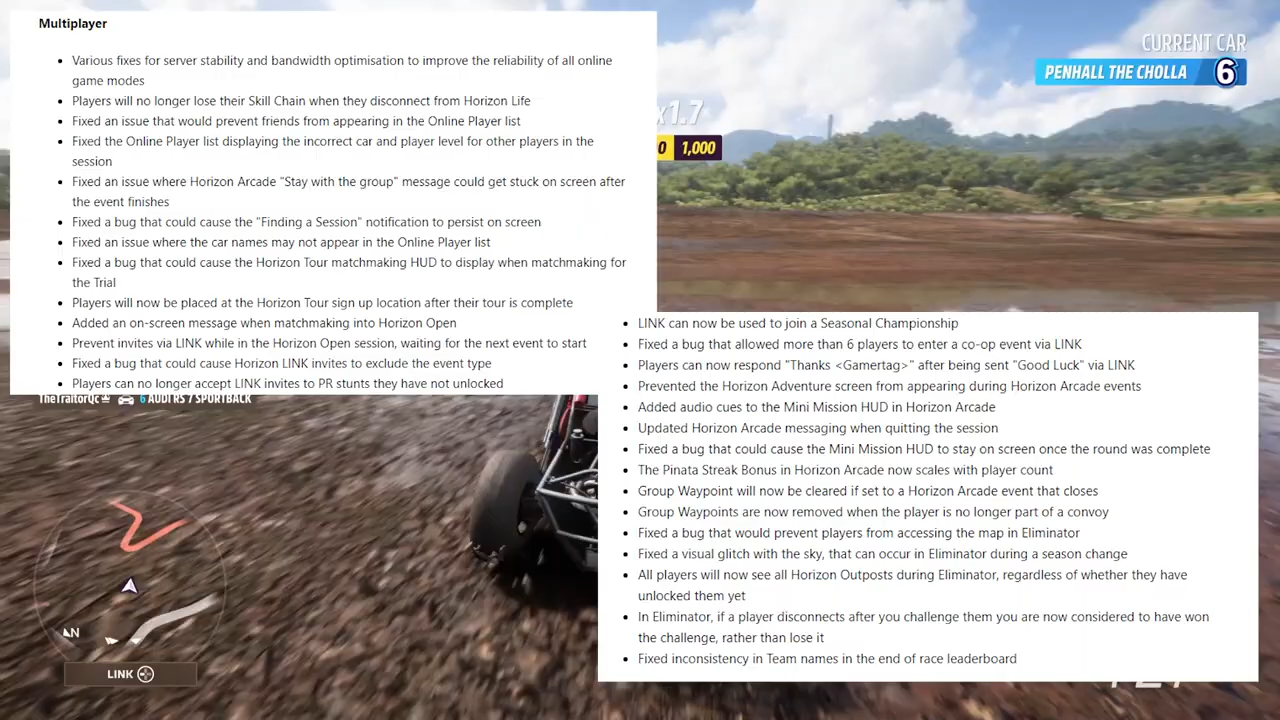 Multiplayer
Various fixes for server stability and bandwidth optimisation to improve the reliability of all online
game modes
Players will no longer lose their Skill Chain when they disconnect from Horizon Life
Fixed an issue that would prevent friends from appearing in the Online Player list
Fixed the Online Player list displaying the incorrect car and player level for other players in the
session
Fixed an issue where Horizon Arcade "Stay with the group" message could get stuck on screen after
the event finishes
Fixed a bug that could cause the "Finding a Session" notification to persist on screen
Fixed an issue where the car names may not appear in the Online Player list
Fixed a bug that could cause the Horizon Tour matchmaking HUD to display when matchmaking for
the Trial
Players will now be placed at the Horizon Tour sign up location after their tour is complete
Added an on-screen message when matchmaking into Horizon Open
Prevent invites via LINK while in the Horizon Open session, waiting for the next event to start
Fixed a bug that could cause Horizon LINK invites to exclude the event type
Players can no longer accept LINK invites to PR stunts they have not unlocked
CURRENT CAR
PENHALL THE CHOLLA 6
x1.7
0 1,000
LINK can now be used to join a Seasonal Championship
Fixed a bug that allowed more than 6 players to enter a co-op event via LINK
Players can now respond "Thanks <Gamertag>" after being sent "Good Luck" via LINK
Prevented the Horizon Adventure screen from appearing during Horizon Arcade events
Added audio cues to the Mini Mission HUD in Horizon Arcade
Updated Horizon Arcade messaging when quitting the session
Fixed a bug that could cause the Mini Mission HUD to stay on screen once the round was complete
The Pinata Streak Bonus in Horizon Arcade now scales with player count
Group Waypoint will now be cleared if set to a Horizon Arcade event that closes
Group Waypoints are now removed when the player is no longer part of a convoy
Fixed a bug that would prevent players from accessing the map in Eliminator
Fixed a visual glitch with the sky, that can occur in Eliminator during a season change
All players will now see all Horizon Outposts during Eliminator, regardless of whether they have
unlocked them yet
In Eliminator, if a player disconnects after you challenge them you are now considered to have won
the challenge, rather than lose it
Fixed inconsistency in Team names in the end of race leaderboard
TheTraitorQc 6 AUDI RS 7 SPORTBACK
N
LINK